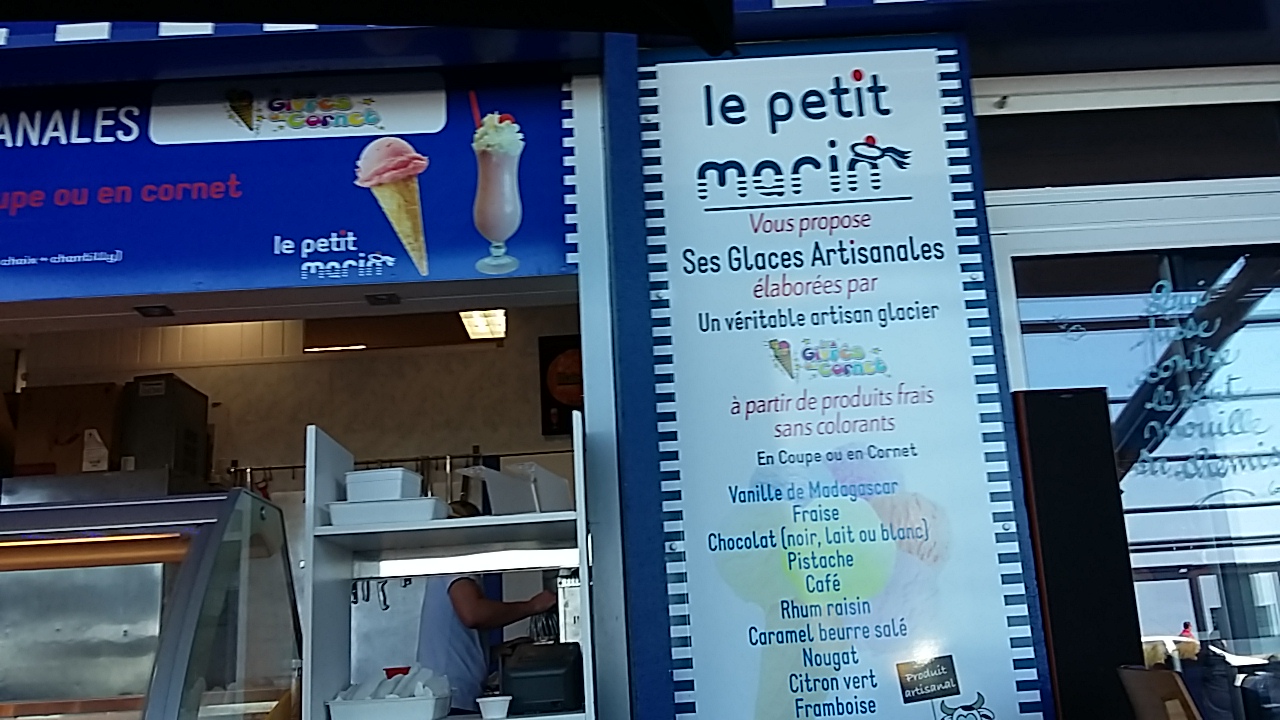 ANALES
Givrés
Cornet
upe ou en cornet
le petit
marin
le petit
marin
Vous propose
Ses Glaces Artisanales
élaborées par
Un véritable artisan glacier
Givrés
Cornet
à partir de produits frais
sans colorants
En Coupe ou en Cornet
Vanille de Madagascar
Fraise
Chocolat (noir, lait ou blanc)
Pistache
Café
Rhum raisin
Caramel beurre salé
Nougat
Citron vert
Framboise
Produit
artisanal